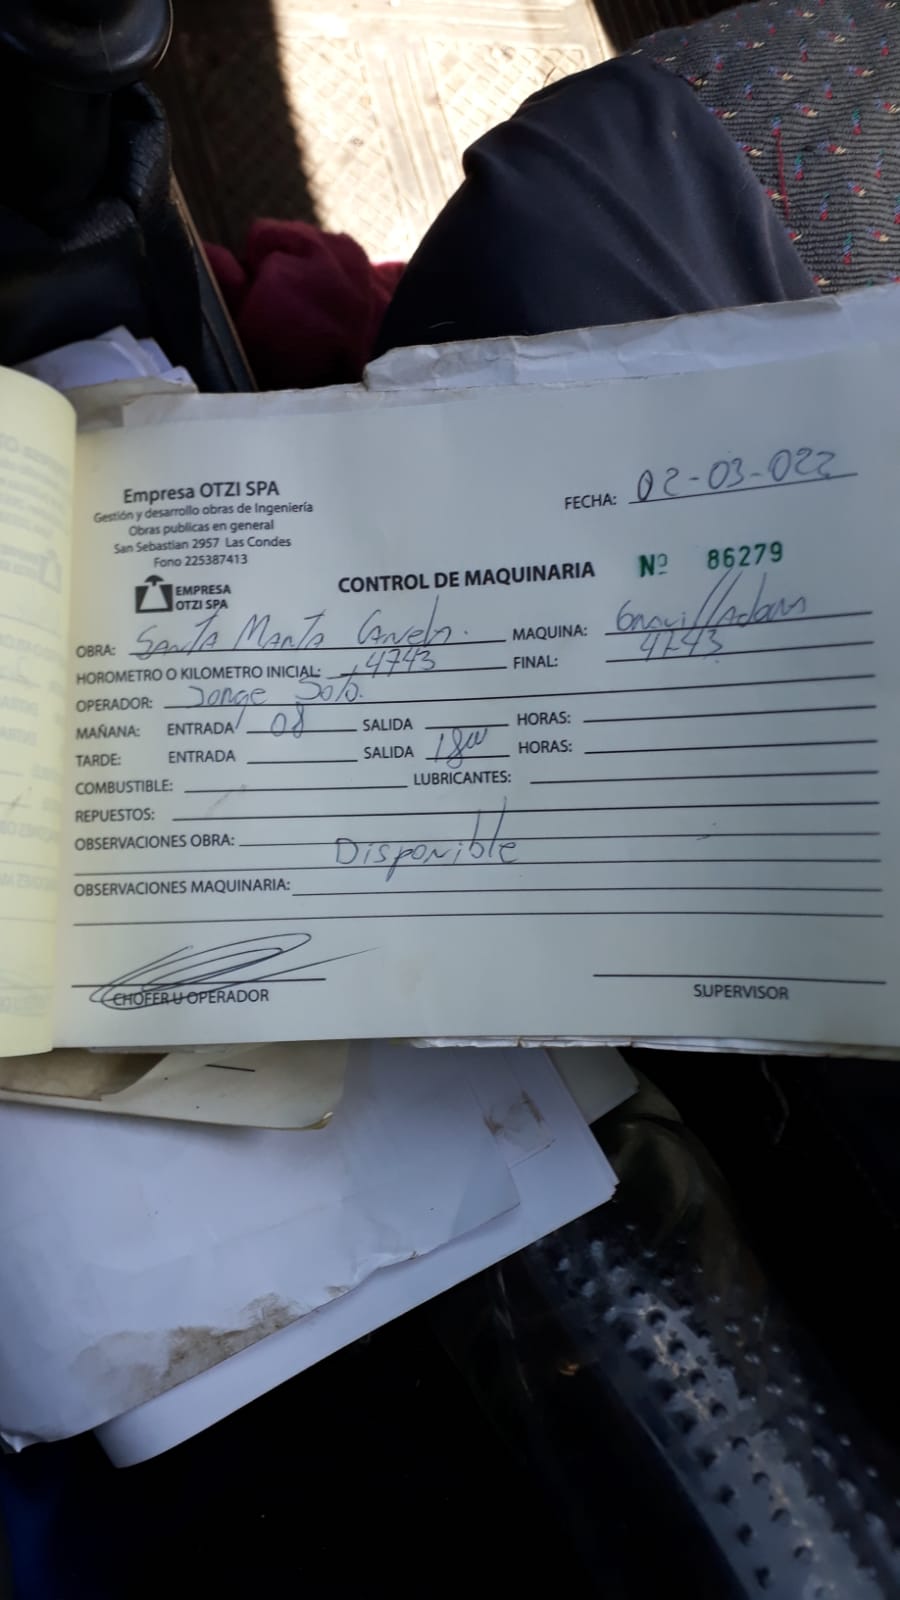 Empresa OTZI SPA
Gestión y desarrollo obras de Ingeniería
Obras publicas en general
San Sebastian 2957 Las Condes
Fono 225387413
EMPRESA
OTZI SPA
FECHA: 02-03-022
CONTROL DE MAQUINARIA Nº 86279
OBRA: Santa Marta MAQUINA:
HOROMETRO O KILOMETRO INICIAL: 4743 FINAL: 4743
OPERADOR: Jorge Soto.
MAÑANA: ENTRADA 08 SALIDA HORAS:
TARDE: ENTRADA SALIDA 1800 HORAS:
COMBUSTIBLE: LUBRICANTES:
REPUESTOS:
OBSERVACIONES OBRA: Disponible
OBSERVACIONES MAQUINARIA:
CHOFER U OPERADOR SUPERVISOR